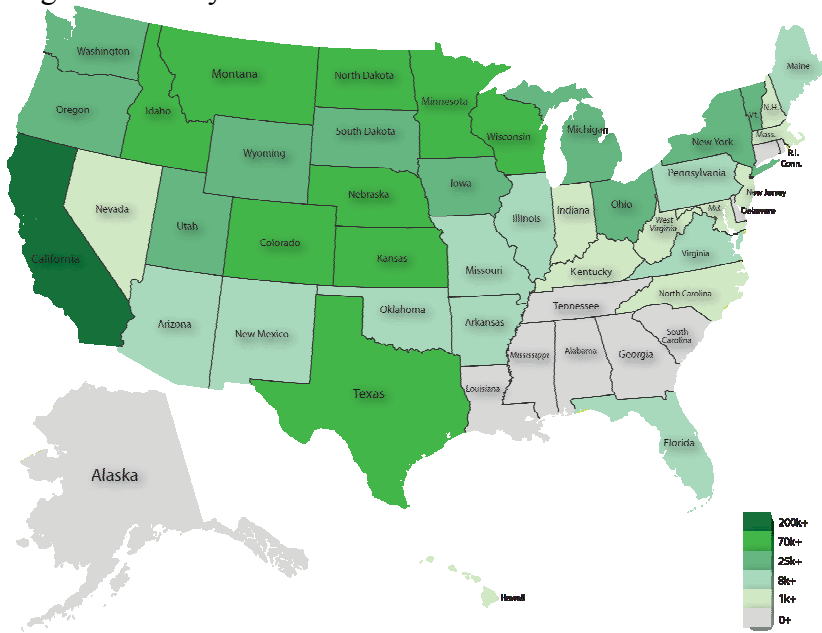 Washington
Montana
North Dakota
Minnesota
Maine
Oregon
Idaho
Wisconsin
Michigan
Vt.
N.H.
South Dakota
Wyoming
New York
Mass.
R.I.
Conn.
Pennsylvania
Iowa
Nebraska
New Jersey
Nevada
Utah
Colorado
Illinois
Indiana
Ohio
Md.
Delaware
West
Virginia
Virginia
California
Kansas
Missouri
Kentucky
North Carolina
Arizona
New Mexico
Oklahoma
Arkansas
Tennessee
South
Carolina
Mississippi
Alabama
Georgia
Louisiana
Texas
Florida
Alaska
Hawaii
200k+
70k+
25k+
8k+
1k+
0+